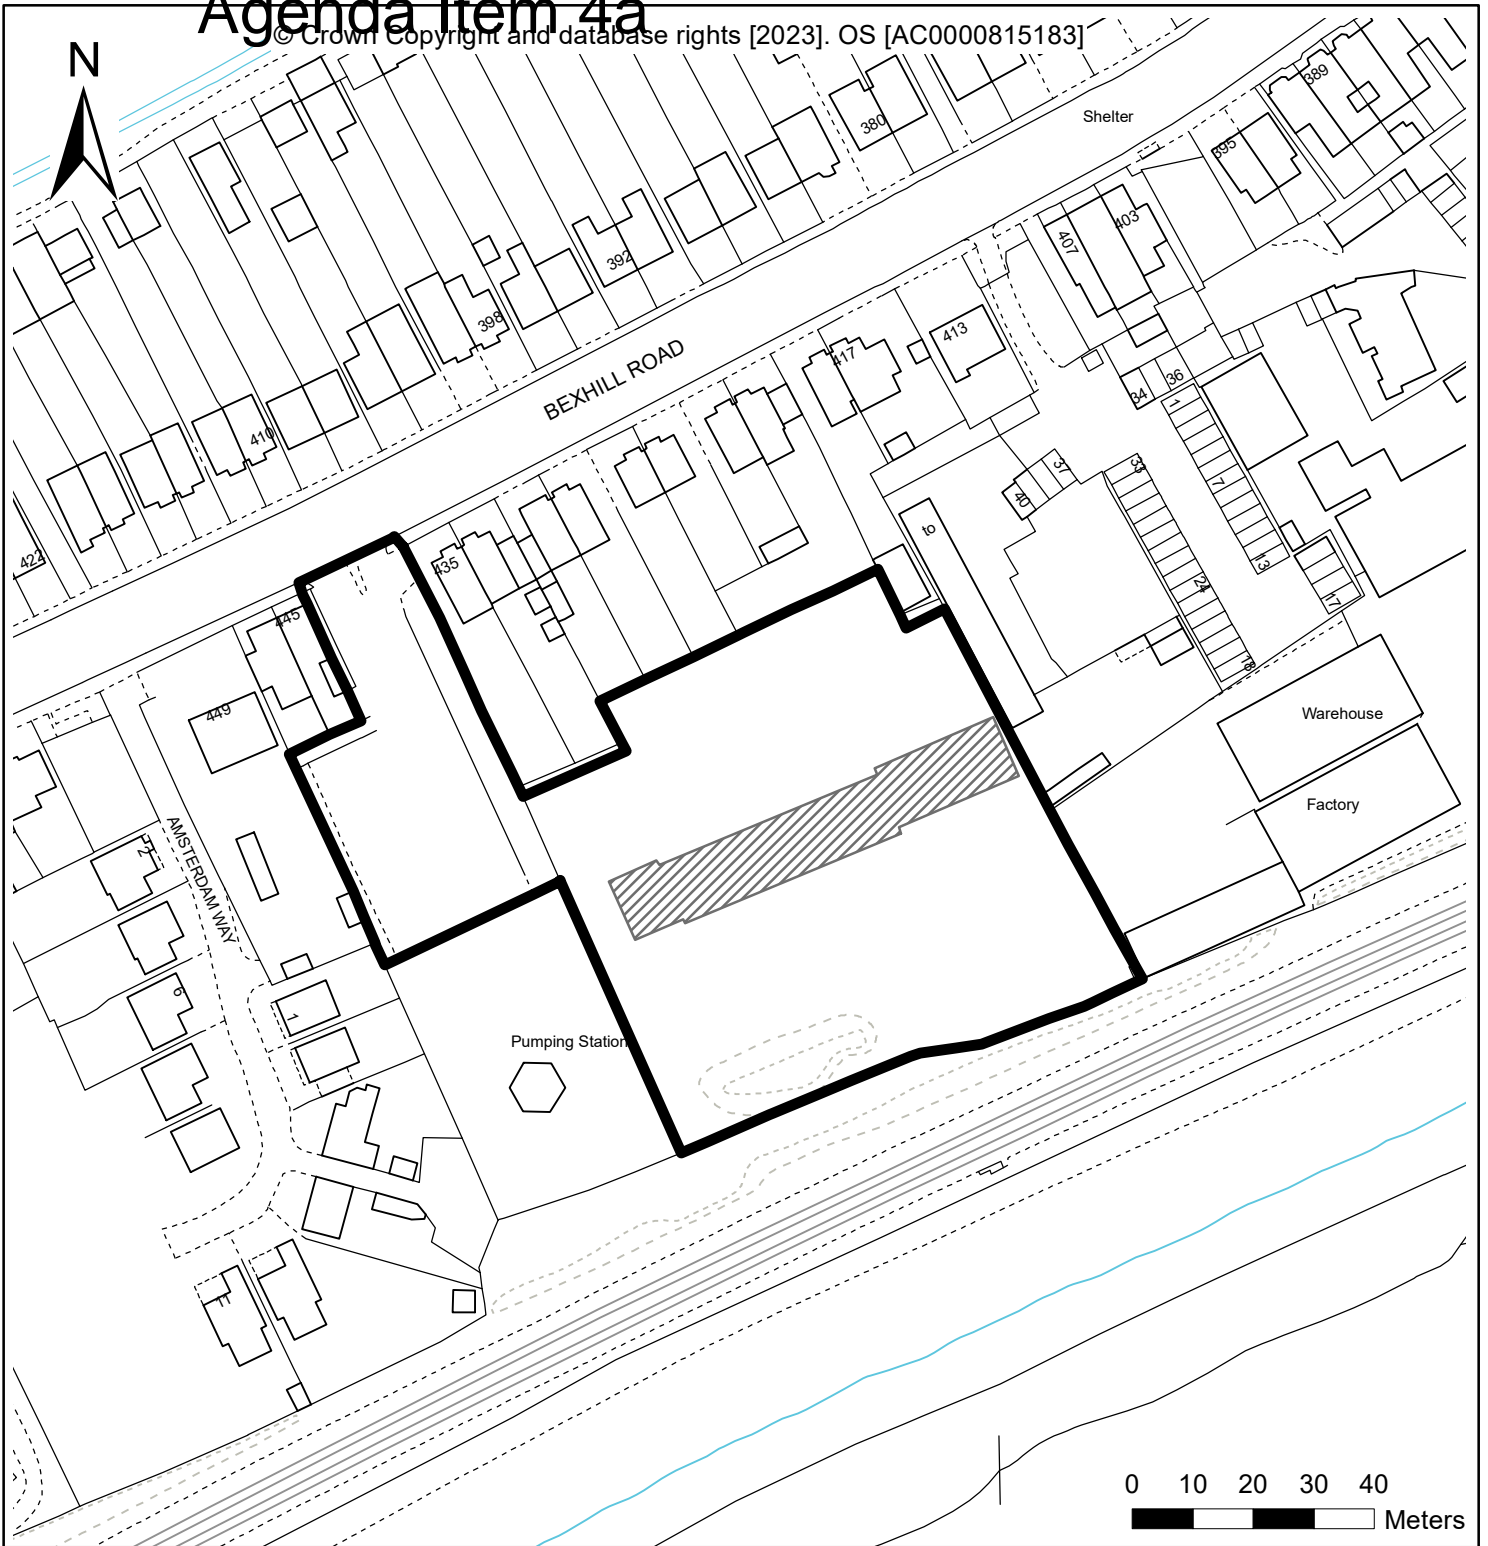 Agenda Item 4a
© Crown Copyright and database rights [2023]. OS [AC0000815183]
N
389
Shelter
380
395
403
407
392
398
413
417
BEXHILL ROAD
36
34
1
410
37
33
40
7
to
422
435
13
24
17
445
18
449
Warehouse
Factory
AMSTERDAM WAY
2
6
1
Pumping Station
11
0 10 20 30 40
Meters